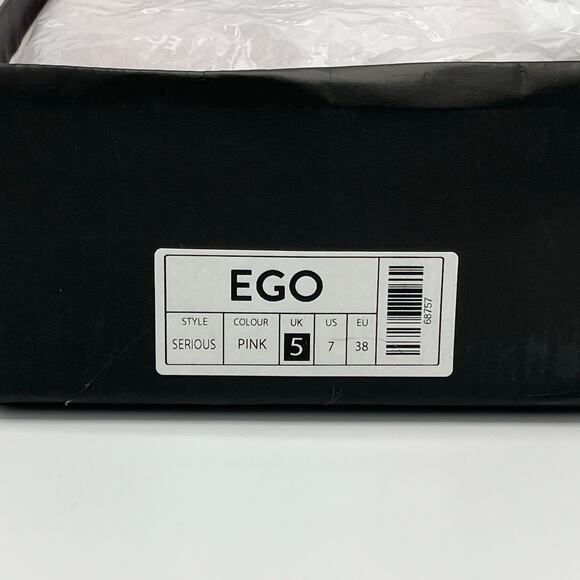 EGO
STYLE COLOUR UK US EU
SERIOUS PINK 5 7 38
68757